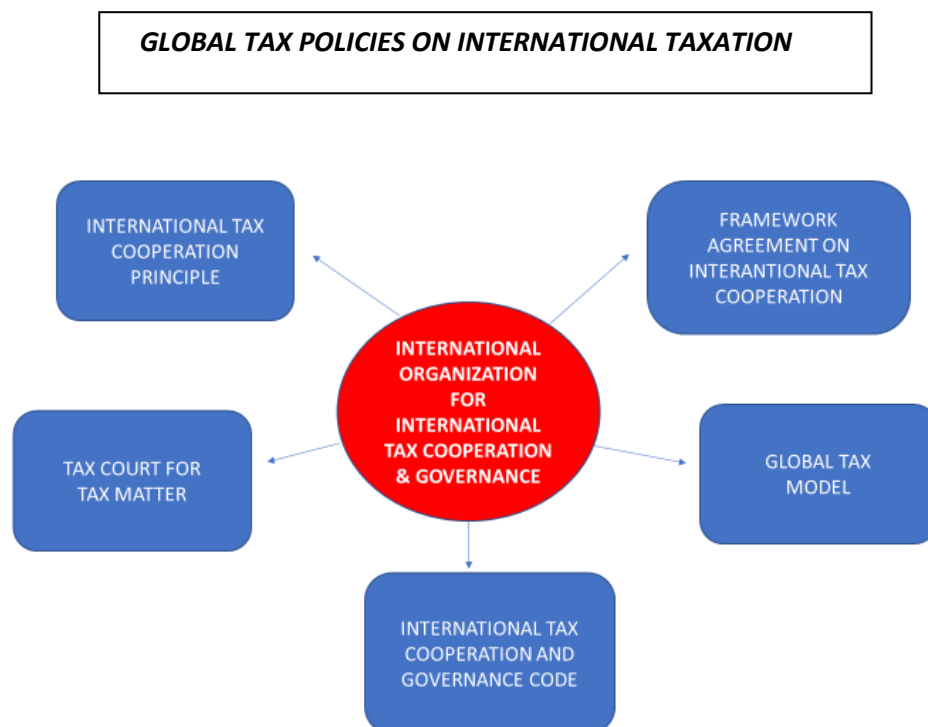 GLOBAL TAX POLICIES ON INTERNATIONAL TAXATION
INTERNATIONAL TAX
COOPERATION
PRINCIPLE
FRAMEWORK
AGREEMENT ON
INTERANTIONAL TAX
COOPERATION
INTERNATIONAL
ORGANIZATION
FOR
INTERNATIONAL
TAX COOPERATION
& GOVERNANCE
TAX COURT FOR
TAX MATTER
GLOBAL TAX
MODEL
INTERNATIONAL TAX
COOPERATION AND
GOVERNANCE CODE